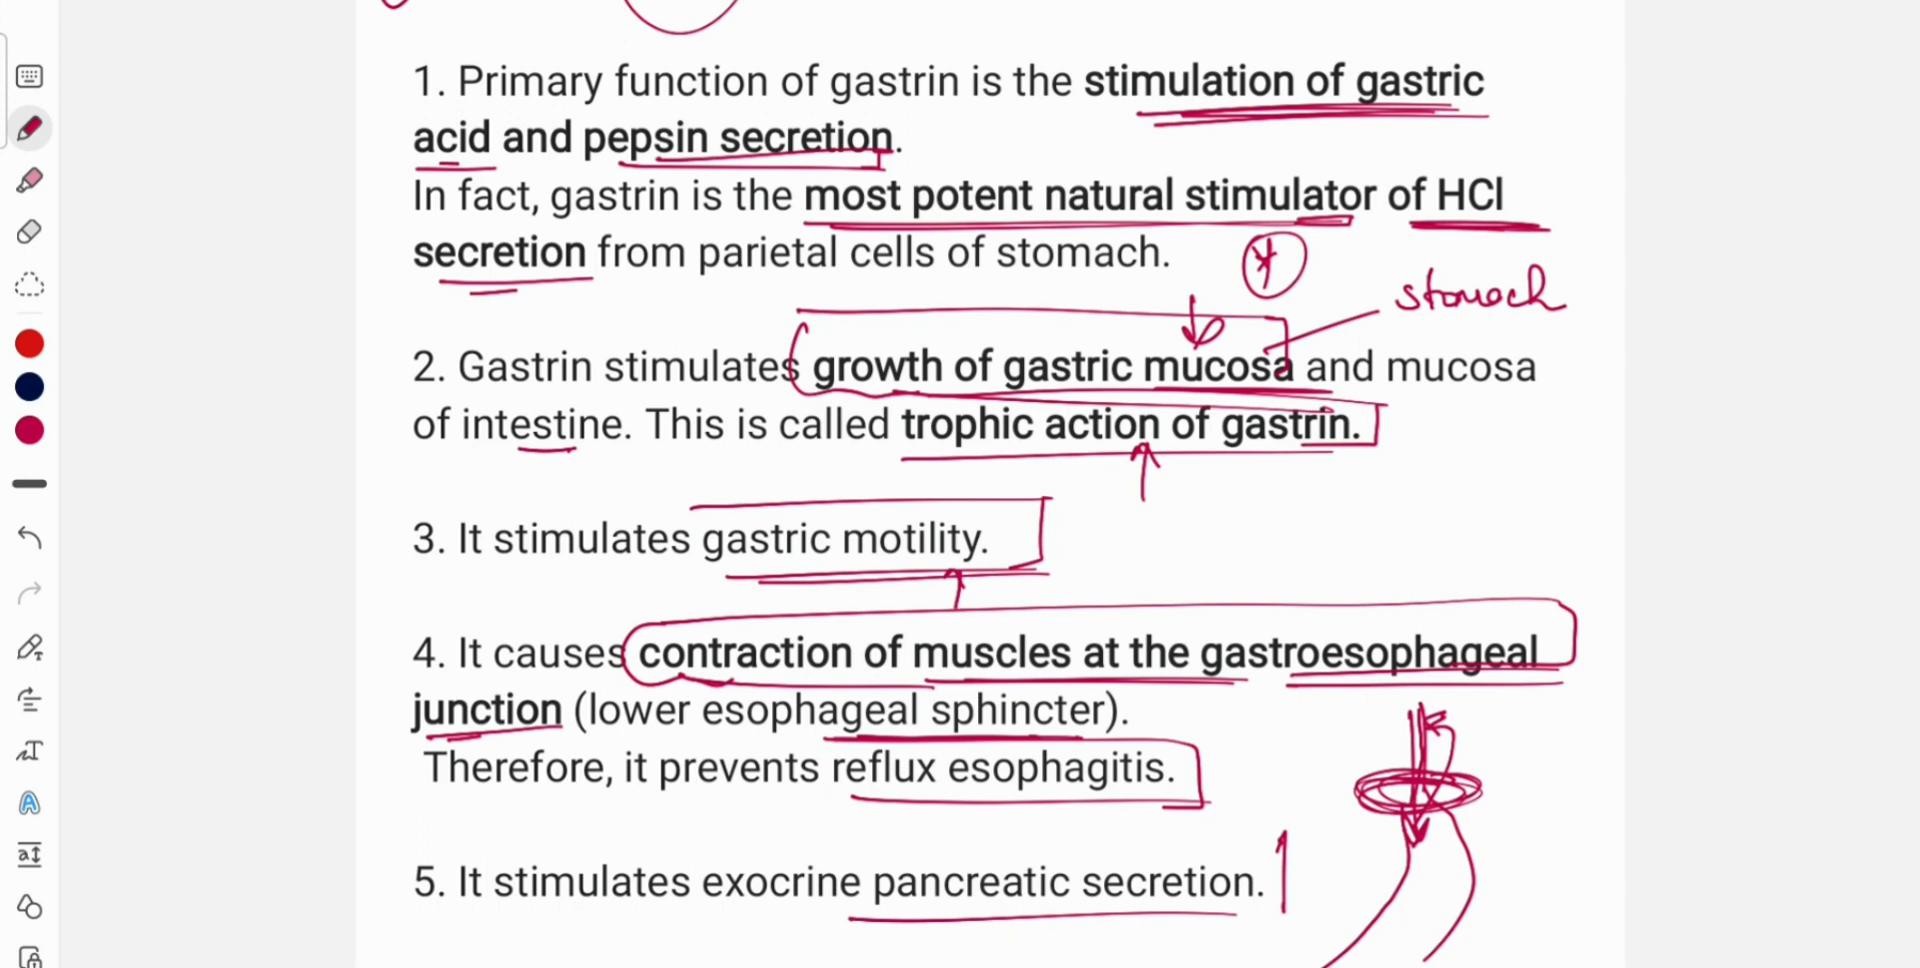 1. Primary function of gastrin is the stimulation of gastric
acid and pepsin secretion.
In fact, gastrin is the most potent natural stimulator of HCl
secretion from parietal cells of stomach.
stomach
2. Gastrin stimulates growth of gastric mucosa and mucosa
of intestine. This is called trophic action of gastrin.
3. It stimulates gastric motility.
4. It causes contraction of muscles at the gastroesophageal
junction (lower esophageal sphincter).
Therefore, it prevents reflux esophagitis.
5. It stimulates exocrine pancreatic secretion.